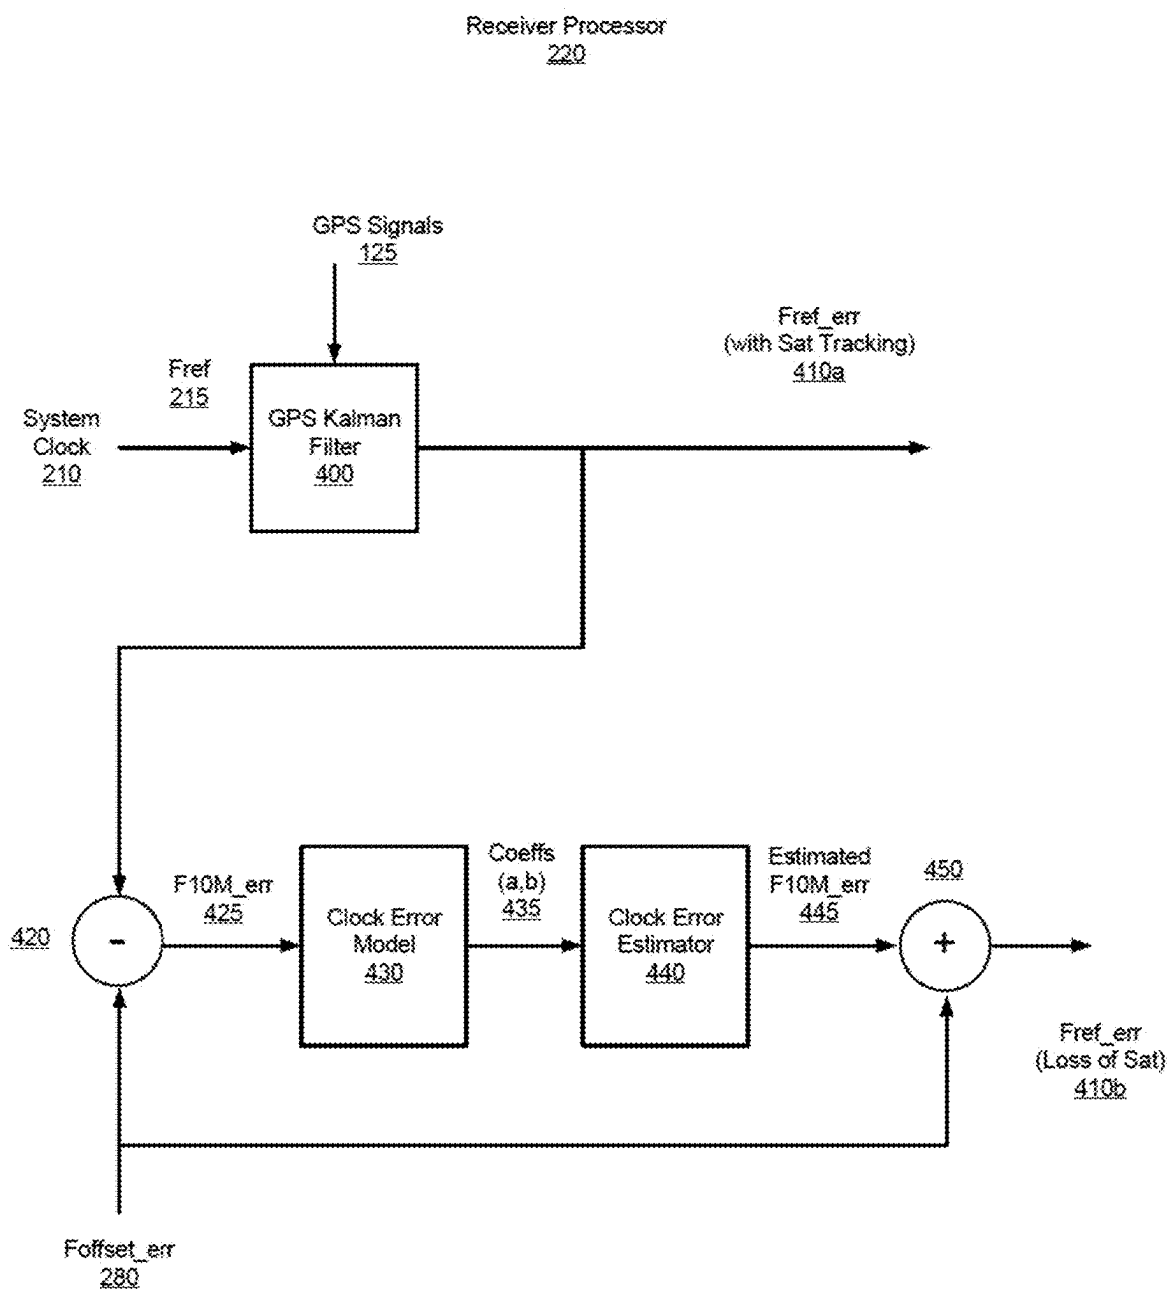 Receiver Processor
220
GPS Signals
125
Fref_err
(with Sat Tracking)
410a
Fref
215
System
Clock
210
GPS Kalman
Filter
400
420
-
F10M_err
425
Clock Error
Model
430
Coeffs
(a,b)
435
Clock Error
Estimator
440
Estimated
F10M_err
445
450
+
Fref_err
(Loss of Sat)
410b
Foffset_err
280